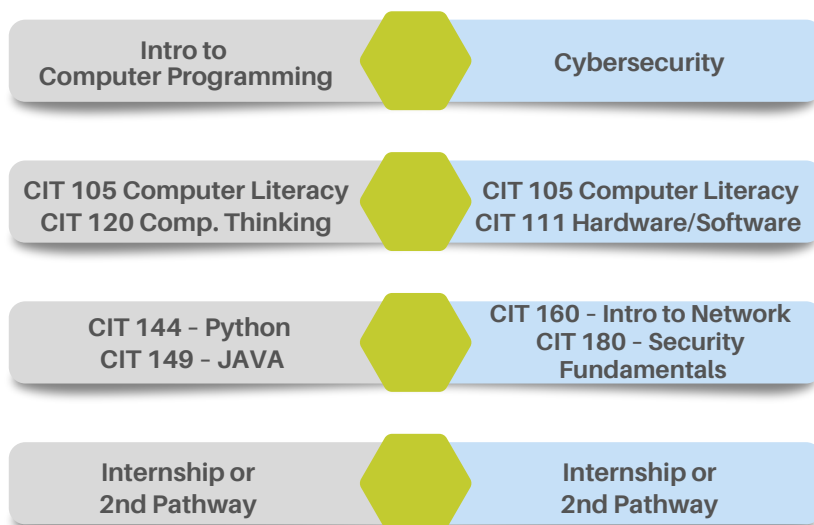 Intro to
Computer Programming
Cybersecurity
CIT 105 Computer Literacy
CIT 120 Comp. Thinking
CIT 105 Computer Literacy
CIT 111 Hardware/Software
CIT 144 – Python
CIT 149 – JAVA
CIT 160 – Intro to Network
CIT 180 – Security
Fundamentals
Internship or
2nd Pathway
Internship or
2nd Pathway